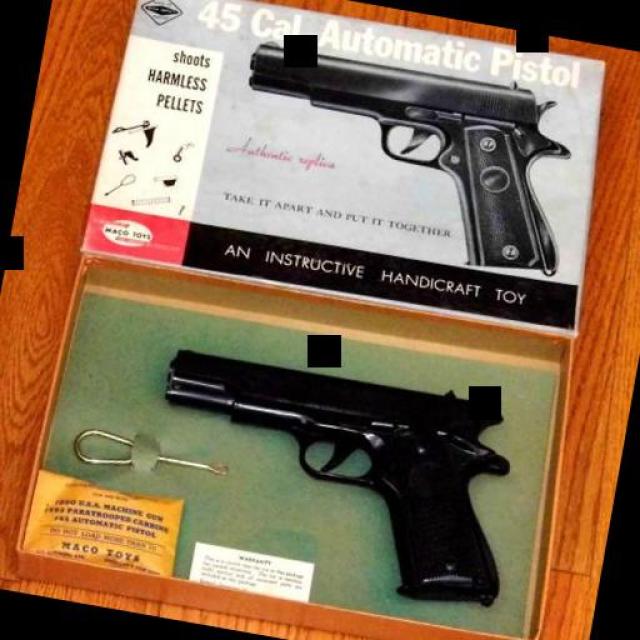 45 Cal. Automatic Pistol
shoots
HARMLESS
PELLETS
Authentic replica
TAKE IT APART AND PUT IT TOGETHER
MACO TOYS
AN INSTRUCTIVE HANDICRAFT TOY
U.S.A. MACHINE GUN
PARATROOPER CARBINE
AUTOMATIC PISTOL
DO NOT LOAD MORE THAN
MACO TOYS
WARRANTY